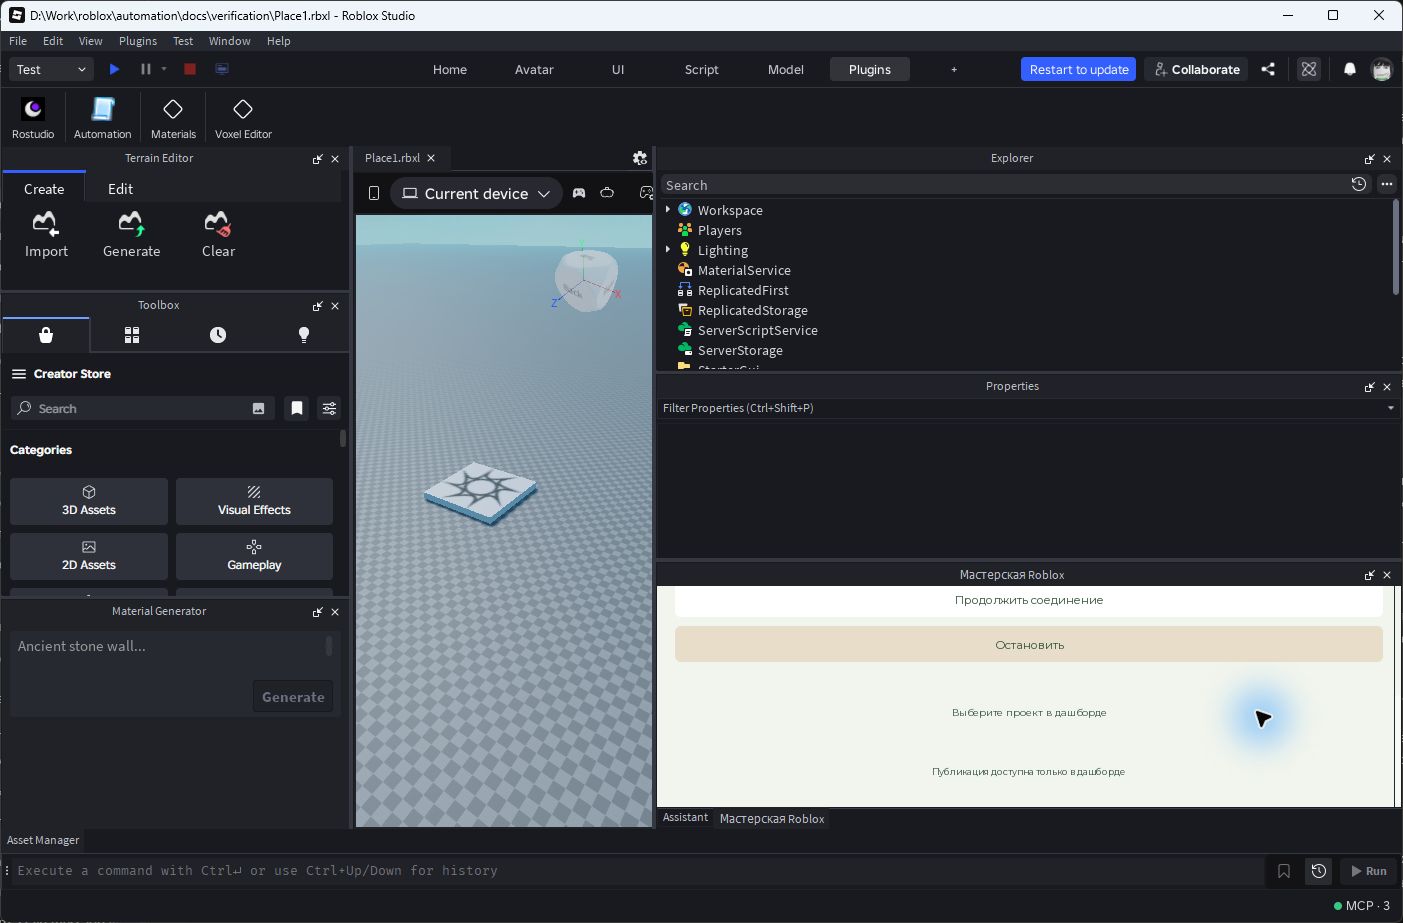 D:\Work\roblox\automation\docs\verification\Place1.rbxl - Roblox Studio
File Edit View Plugins Test Window Help
Test Home Avatar UI Script Model Plugins + Restart to update Collaborate
Rostudio Automation Materials Voxel Editor
Terrain Editor
Create Edit
Import Generate Clear
Toolbox
Creator Store
Search
Categories
3D Assets Visual Effects
2D Assets Gameplay
Material Generator
Ancient stone wall...
Generate
Asset Manager
Place1.rbxl
Current device
Y
Z X
Explorer
Search
Workspace
Players
Lighting
MaterialService
ReplicatedFirst
ReplicatedStorage
ServerScriptService
ServerStorage
StarterGui
Properties
Filter Properties (Ctrl+Shift+P)
Мастерская Roblox
Продолжить соединение
Остановить
Выберите проект в дашборде
Публикация доступна только в дашборде
Assistant Мастерская Roblox
Execute a command with Ctrl↵ or use Ctrl+Up/Down for history
Run
MCP · 3